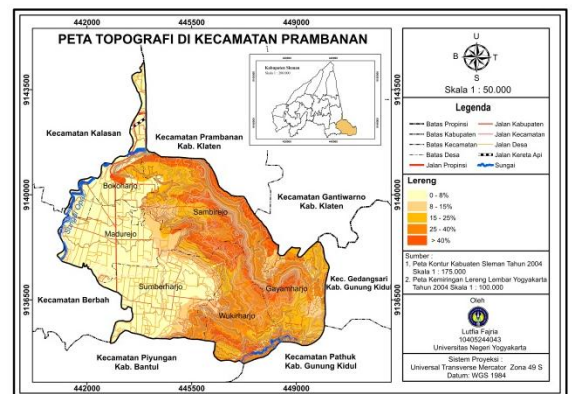 442000 445500 449000
PETA TOPOGRAFI DI KECAMATAN PRAMBANAN
Kabupaten Sleman
9143500
9140000
9136500
Kecamatan Kalasan
Kecamatan Prambanan
Kab. Klaten
Kecamatan Gantiwarno
Kab. Klaten
Bokoharjo
Sambirejo
Madurejo
Sumberharjo
Gayamharjo
Wukirharjo
Kec. Gedangsari
Kab. Gunung Kidul
Kecamatan Berbah
Kecamatan Piyungan
Kab. Bantul
Kecamatan Pathuk
Kab. Gunung Kidul
9143500
9140000
9136500
442000 445500 449000
U
B T
S
Skala 1 : 50.000
Legenda
Batas Propinsi
Batas Kabupaten
Batas Kecamatan
Batas Desa
Jalan Propinsi
Jalan Kabupaten
Jalan Kecamatan
Jalan Desa
Jalan Kereta Api
Sungai
Lereng
0 - 8%
8 - 15%
15 - 25%
25 - 40%
> 40%
Sumber :
1. Peta Kontur Kabuaten Sleman Tahun 2004
Skala 1 : 175.000
2. Peta Kemiringan Lereng Lembar Yogyakarta
Tahun 2004 Skala 1 : 100.000
Oleh
Lutfia Fajria
10405244043
Universitas Negeri Yogyakarta
Sistem Proyeksi :
Universal Transverse Mercator Zona 49 S
Datum: WGS 1984